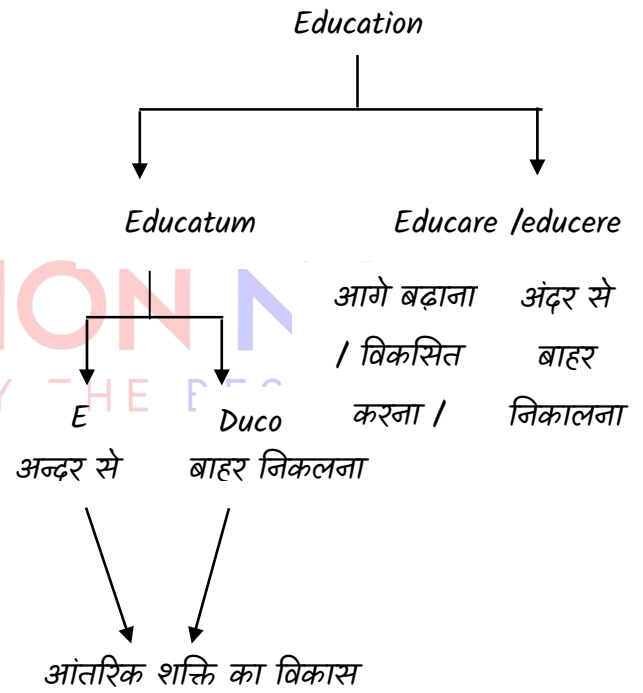 Education
Educatum
Educare /educere
आगे बढ़ाना
/ विकसित
करना /
अंदर से
बाहर
निकालना
E
Duco
अन्दर से
बाहर निकलना
आंतरिक शक्ति का विकास